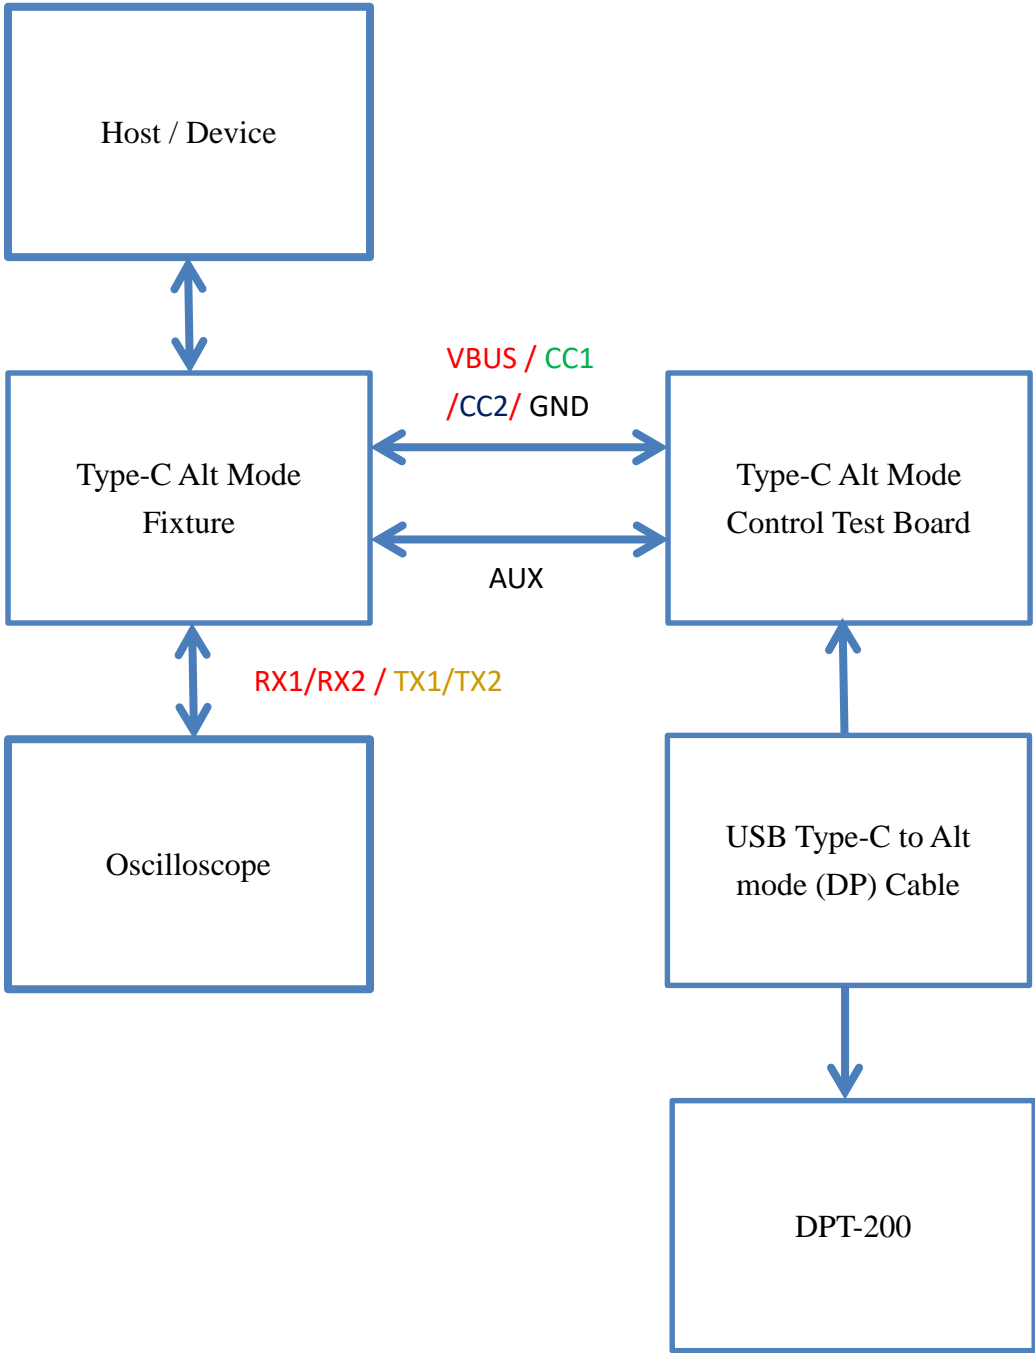 Host / Device
VBUS / CC1
/CC2/ GND
Type-C Alt Mode
Fixture
Type-C Alt Mode
Control Test Board
AUX
RX1/RX2 / TX1/TX2
Oscilloscope
USB Type-C to Alt
mode (DP) Cable
DPT-200